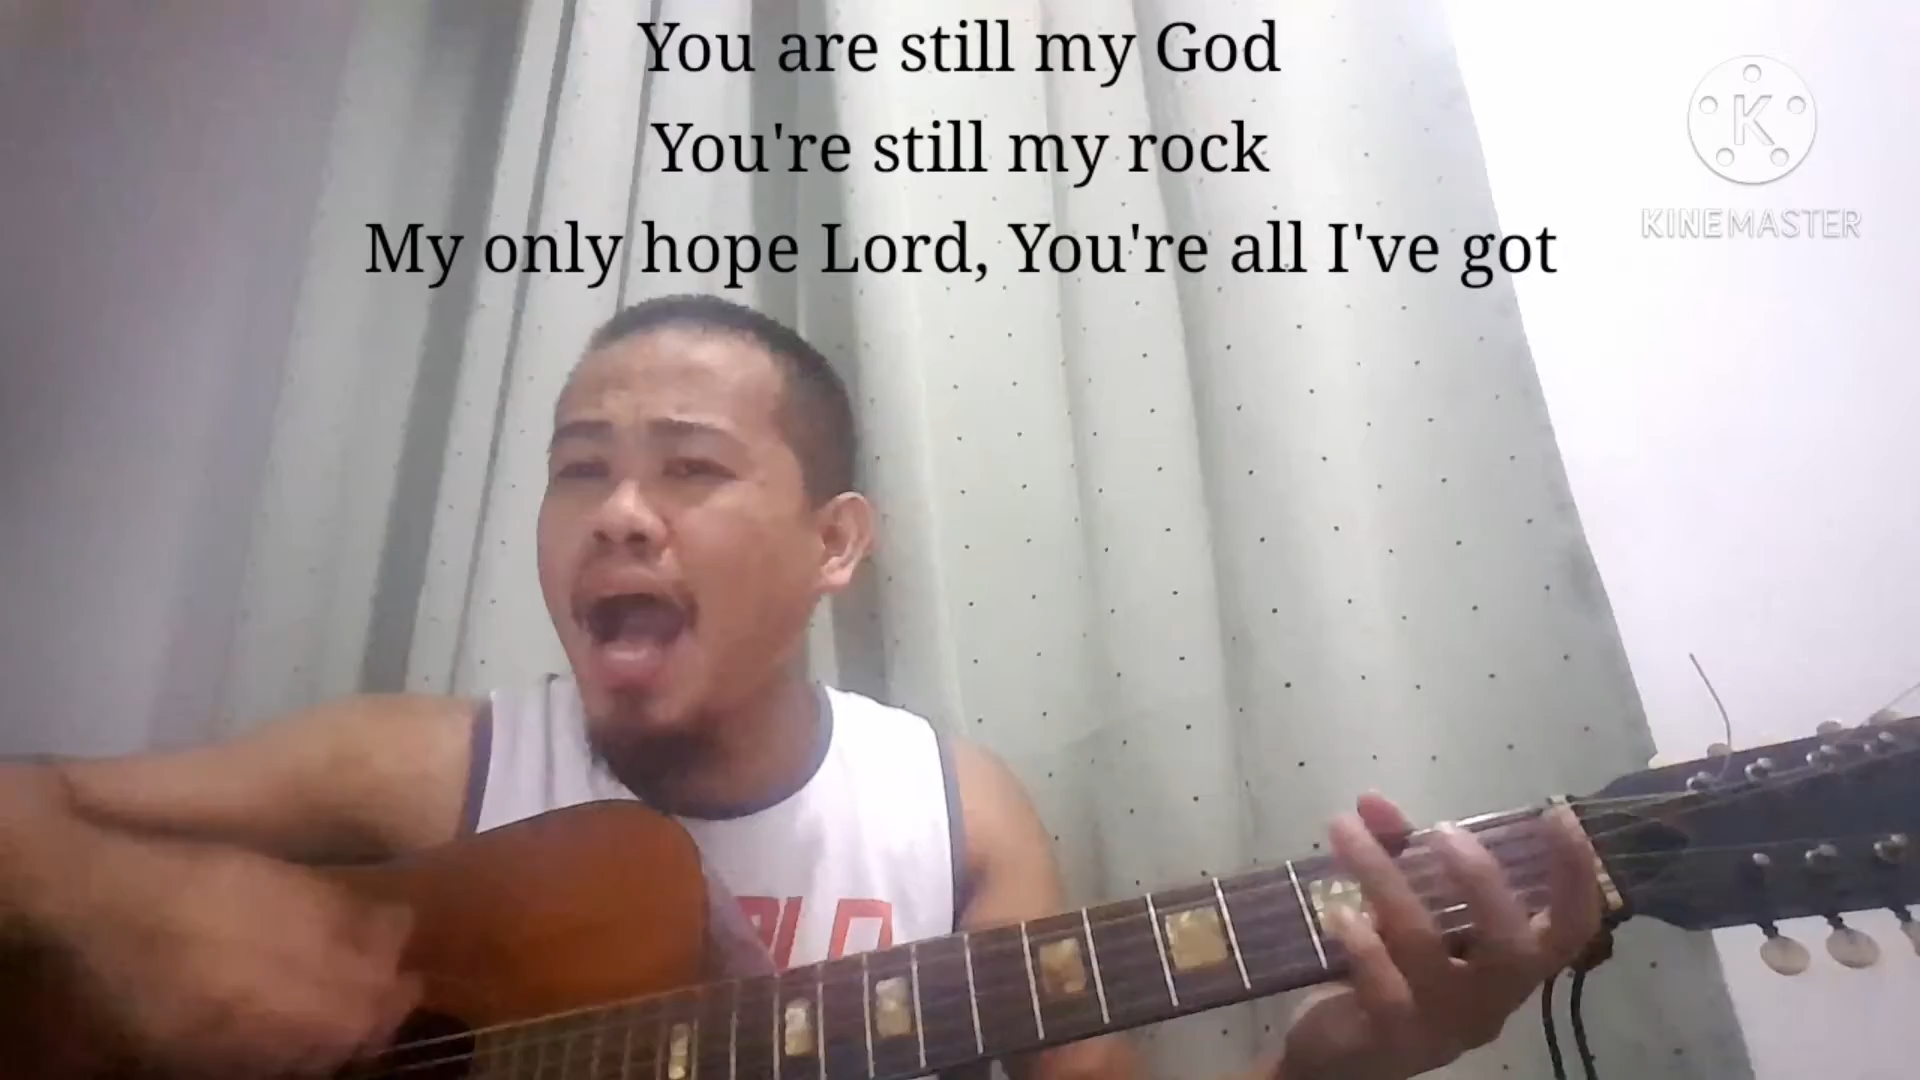 You are still my God
You're still my rock
My only hope Lord, You're all I've got
K
KINEMASTER